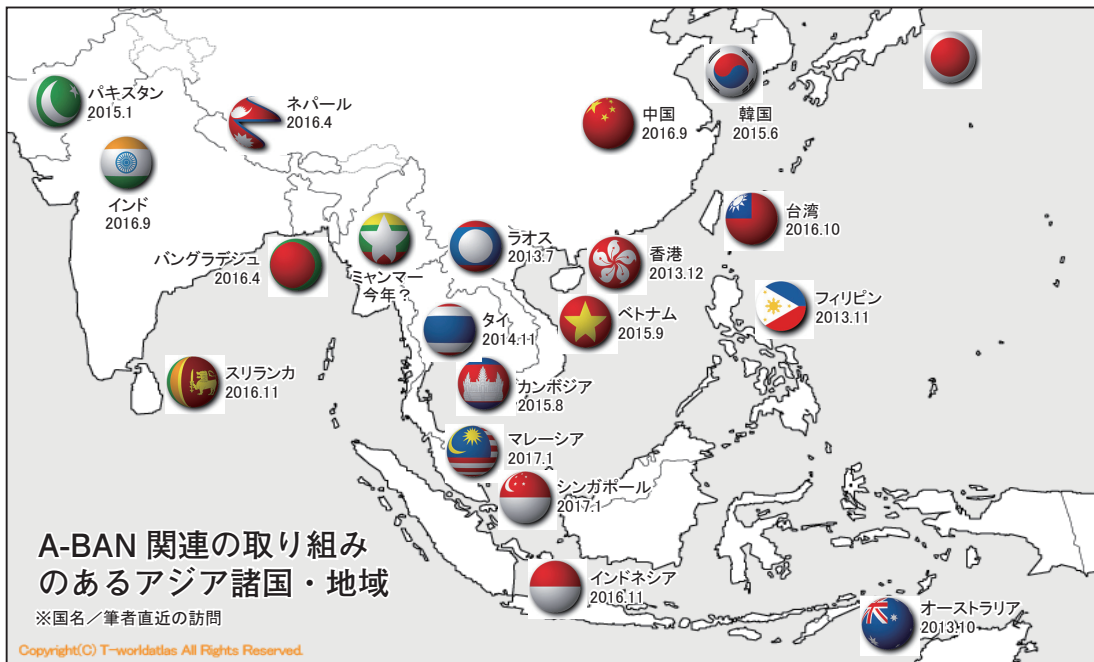 パキスタン
2015.1
ネパール
2016.4
中国
2016.9
韓国
2015.6
インド
2016.9
台湾
2016.10
バングラデシュ
2016.4
ミャンマー
今年？
ラオス
2013.7
香港
2013.12
フィリピン
2013.11
タイ
2014.11
ベトナム
2015.9
スリランカ
2016.11
カンボジア
2015.8
マレーシア
2017.1
シンガポール
2017.1
インドネシア
2016.11
オーストラリア
2013.10
A-BAN 関連の取り組み
のあるアジア諸国・地域
※国名／筆者直近の訪問
Copyright(C) T-worldatlas All Rights Reserved.